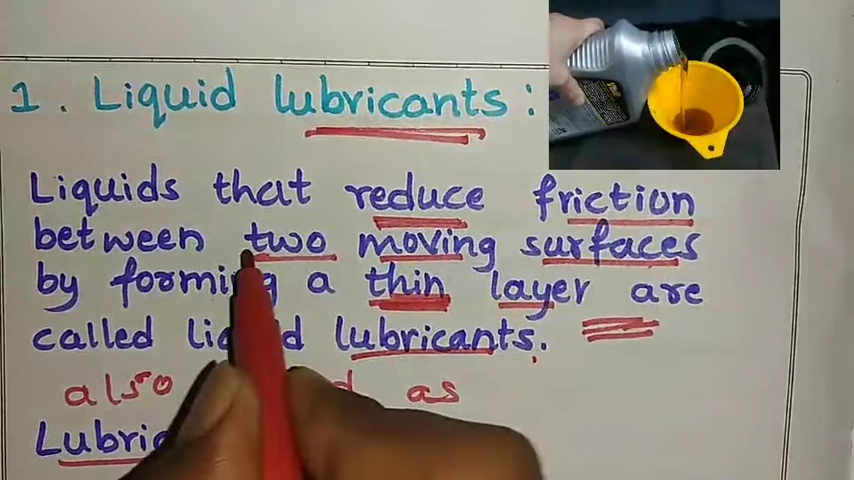 1. Liquid lubricants:
Liquids that reduce friction
between two moving surfaces
by forming a thin layer are
called liquid lubricants.
also as